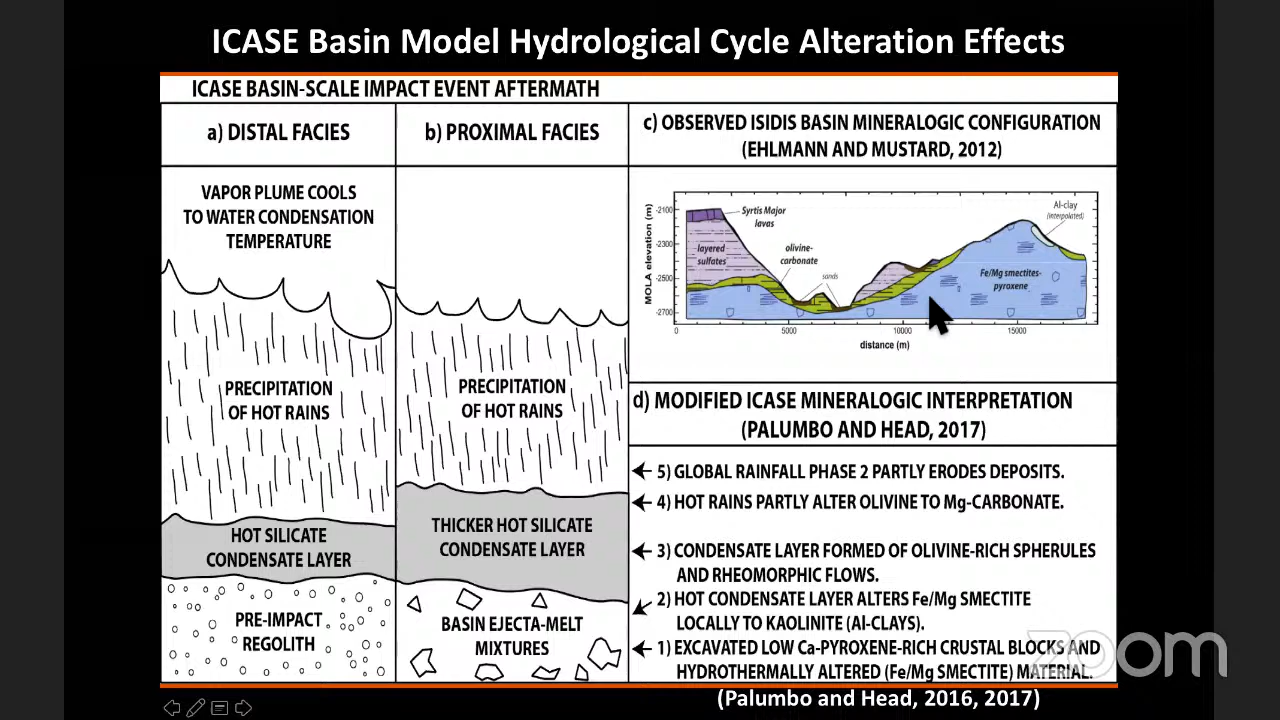 ICASE Basin Model Hydrological Cycle Alteration Effects
ICASE BASIN-SCALE IMPACT EVENT AFTERMATH
a) DISTAL FACIES
VAPOR PLUME COOLS
TO WATER CONDENSATION
TEMPERATURE
PRECIPITATION
OF HOT RAINS
HOT SILICATE
CONDENSATE LAYER
PRE-IMPACT
REGOLITH
b) PROXIMAL FACIES
PRECIPITATION
OF HOT RAINS
THICKER HOT SILICATE
CONDENSATE LAYER
BASIN EJECTA-MELT
MIXTURES
c) OBSERVED ISIDIS BASIN MINERALOGIC CONFIGURATION
(EHLMANN AND MUSTARD, 2012)
MOLA elevation (m)
-2100
-2300
-2500
-2700
Syrtis Major
lavas
layered
sulfates
olivine-
carbonate
sands
Al-clay
(interpolated)
Fe/Mg smectites-
pyroxene
0
5000
10000
15000
distance (m)
d) MODIFIED ICASE MINERALOGIC INTERPRETATION
(PALUMBO AND HEAD, 2017)
5) GLOBAL RAINFALL PHASE 2 PARTLY ERODES DEPOSITS.
4) HOT RAINS PARTLY ALTER OLIVINE TO Mg-CARBONATE.
3) CONDENSATE LAYER FORMED OF OLIVINE-RICH SPHERULES
AND RHEOMORPHIC FLOWS.
2) HOT CONDENSATE LAYER ALTERS Fe/Mg SMECTITE
LOCALLY TO KAOLINITE (Al-CLAYS).
1) EXCAVATED LOW Ca-PYROXENE-RICH CRUSTAL BLOCKS AND
HYDROTHERMALLY ALTERED (Fe/Mg SMECTITE) MATERIAL.
zoom
(Palumbo and Head, 2016, 2017)